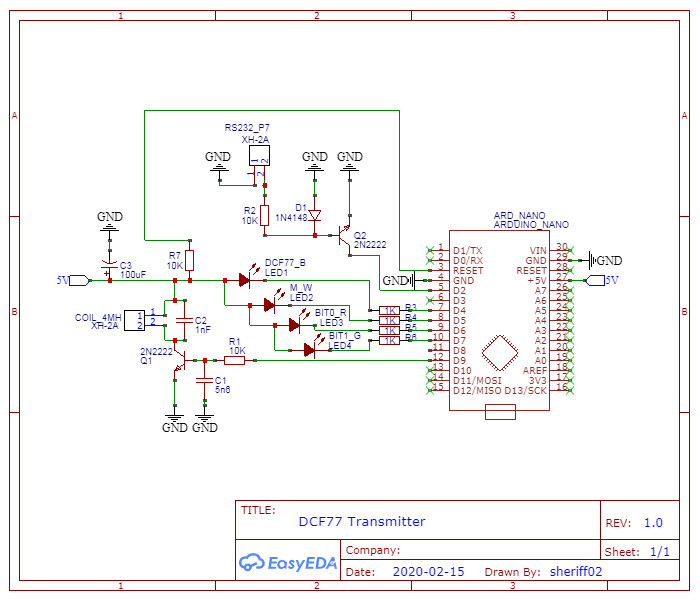 1 2 3
A A
B B
RS232_P7
XH-2A
1 2
1 2
GND
GND
GND
R2
10K
D1
1N4148
Q2
2N2222
GND
C3
100uF
R7
10K
5V
DCF77_B
LED1
M_W
LED2
BIT0_R
LED3
BIT1_G
LED4
COIL_4MH
XH-2A
1 1
2 2
C2
1nF
2N2222
Q1
R1
10K
C1
5n6
GND GND
1K R3
1K R4
1K R5
1K R6
GND
ARD_NANO
ARDUINO_NANO
1 D1/TX VIN 30
2 D0/RX GND 29
3 RESET RESET 28
4 GND +5V 27
5 D2 A7 26
6 D3 A6 25
7 D4 A5 24
8 D5 A4 23
9 D6 A3 22
10 D7 A2 21
11 D8 A1 20
12 D9 A0 19
13 D10 AREF 18
14 D11/MOSI 3V3 17
15 D12/MISO D13/SCK 16
GND
5V
TITLE:
DCF77 Transmitter
REV: 1.0
EasyEDA
Company:
Sheet: 1/1
Date: 2020-02-15 Drawn By: sheriff02
1 2 3